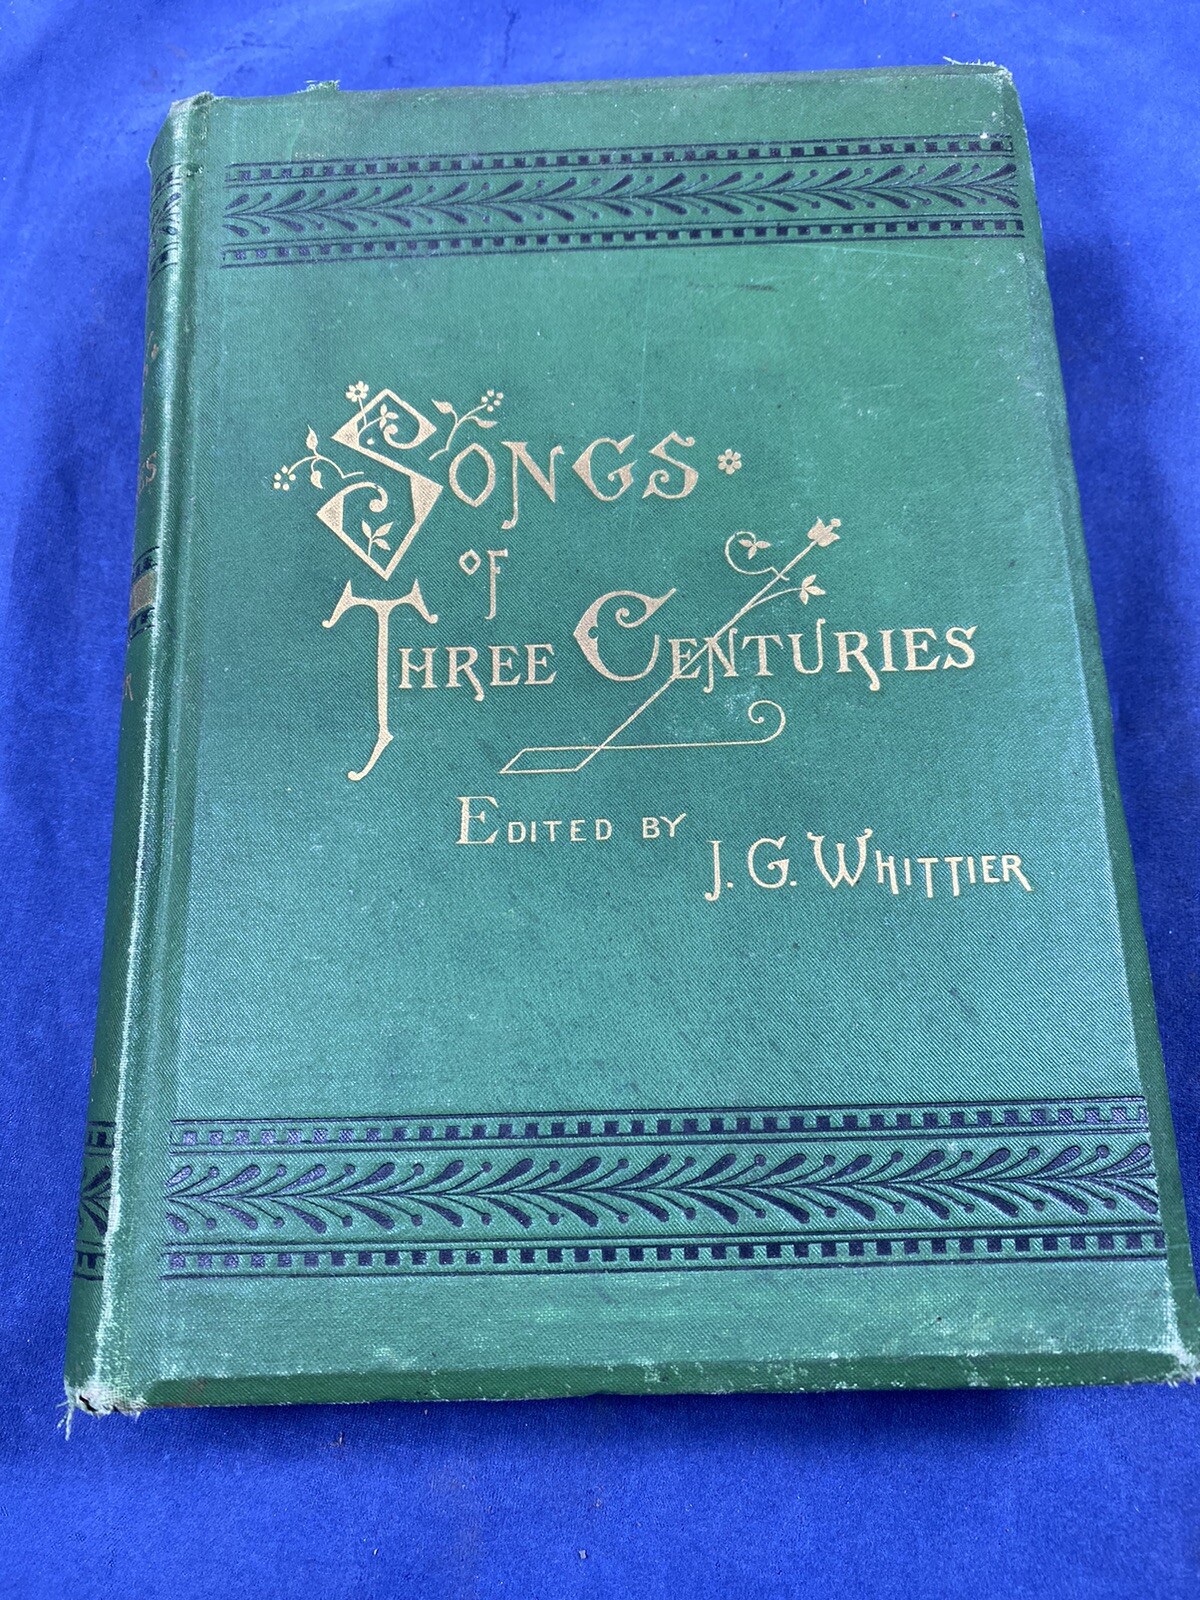 SONGS
OF
THREE CENTURIES
EDITED BY
J. G. WHITTIER